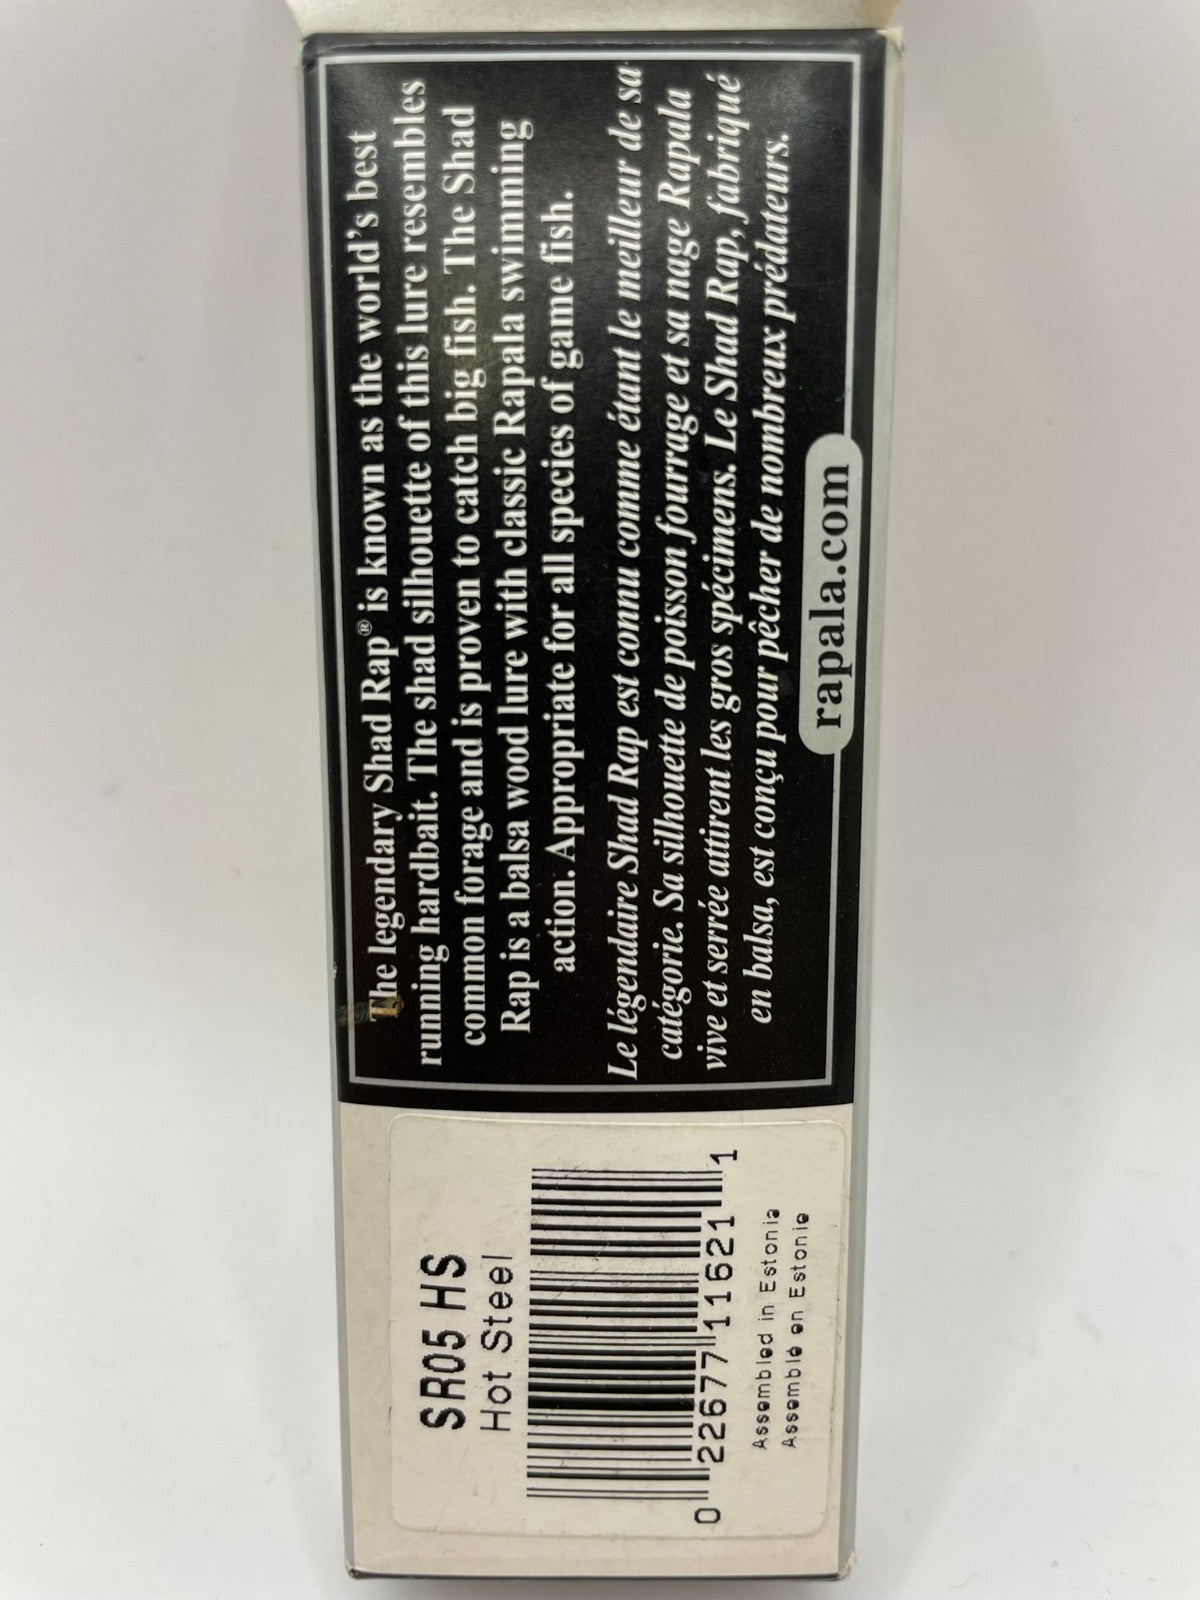 The legendary Shad Rap® is known as the world's best
running hardbait. The shad silhouette of this lure resembles
common forage and is proven to catch big fish. The Shad
Rap is a balsa wood lure with classic Rapala swimming
action. Appropriate for all species of game fish.
Le légendaire Shad Rap est connu comme étant le meilleur de sa
catégorie. Sa silhouette de poisson fourrage et sa nage Rapala
vive et serrée attirent les gros spécimens. Le Shad Rap, fabriqué
en balsa, est conçu pour pêcher de nombreux prédateurs.
rapala.com
SR05 HS
Hot Steel
0 22677 11621 1
Assembled in Estonia
Assemblé en Estonie